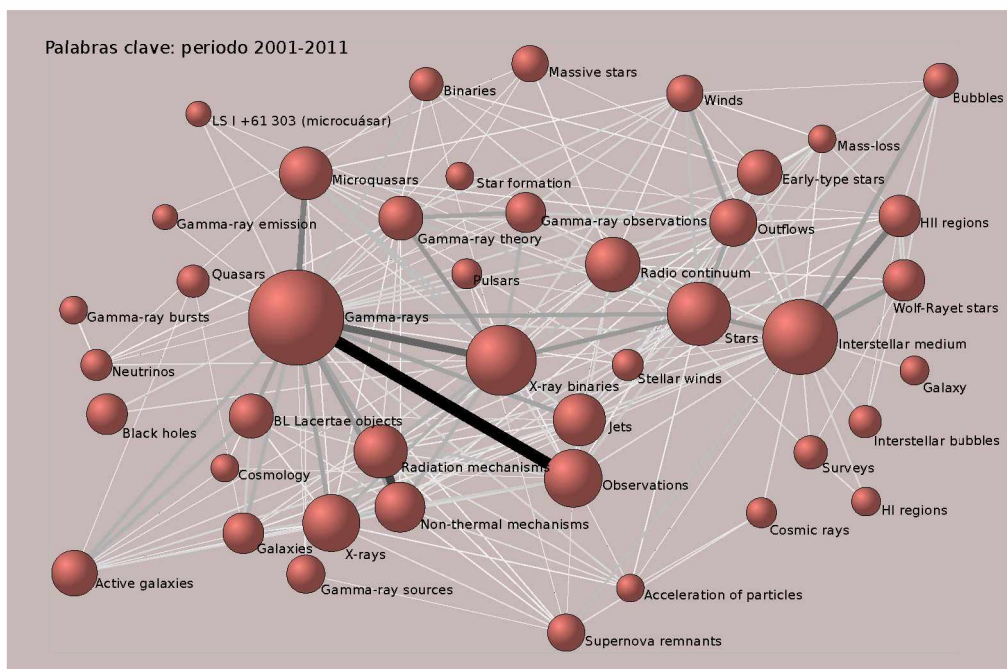 Palabras clave: periodo 2001-2011
Massive stars
Binaries
Winds
Bubbles
LS I +61 303 (microcuásar)
Mass-loss
Microquasars
Star formation
Early-type stars
Gamma-ray emission
Gamma-ray observations
HII regions
Gamma-ray theory
Outflows
Quasars
Pulsars
Radio continuum
Wolf-Rayet stars
Gamma-ray bursts
Gamma-rays
Stars
Interstellar medium
Neutrinos
X-ray binaries
Stellar winds
Galaxy
Black holes
BL Lacertae objects
Jets
Interstellar bubbles
Cosmology
Radiation mechanisms
Surveys
Observations
HI regions
Non-thermal mechanisms
Cosmic rays
Galaxies
X-rays
Active galaxies
Gamma-ray sources
Acceleration of particles
Supernova remnants